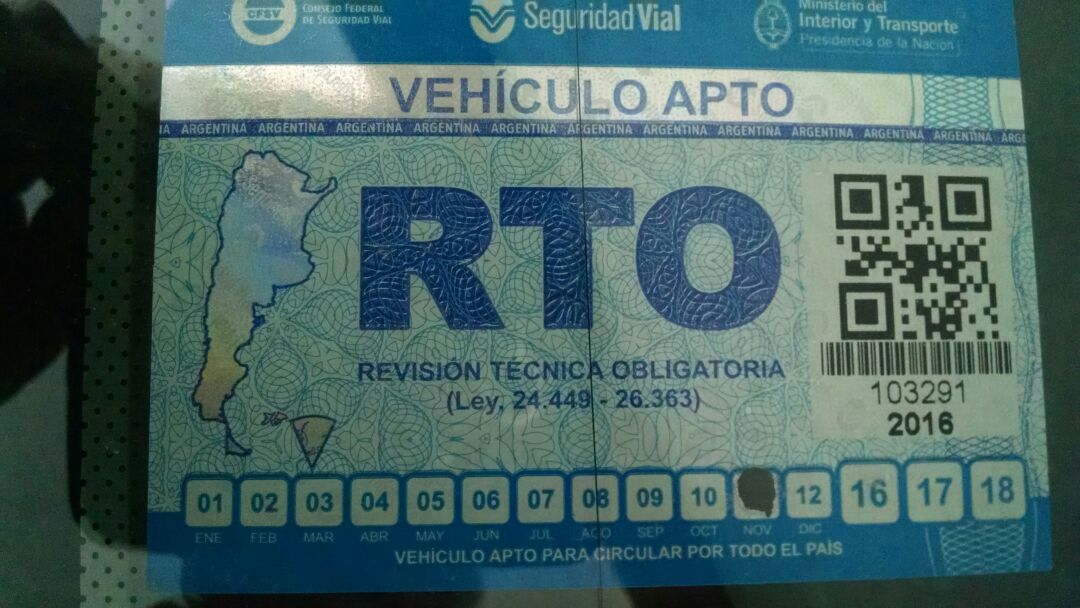 CFSV
CONSEJO FEDERAL
DE SEGURIDAD VIAL
Seguridad Vial
Ministerio del
Interior y Transporte
Presidencia de la Nación
VEHÍCULO APTO
ARGENTINA ARGENTINA ARGENTINA ARGENTINA ARGENTINA ARGENTINA ARGENTINA ARGENTINA ARGENTINA ARGENTINA ARGENTINA
RTO
REVISIÓN TÉCNICA OBLIGATORIA
(Ley, 24.449 - 26.363)
103291
2016
01 02 03 04 05 06 07 08 09 10 12 16 17 18
ENE FEB MAR ABR MAY JUN JUL AGO SEP OCT NOV DIC
VEHÍCULO APTO PARA CIRCULAR POR TODO EL PAÍS